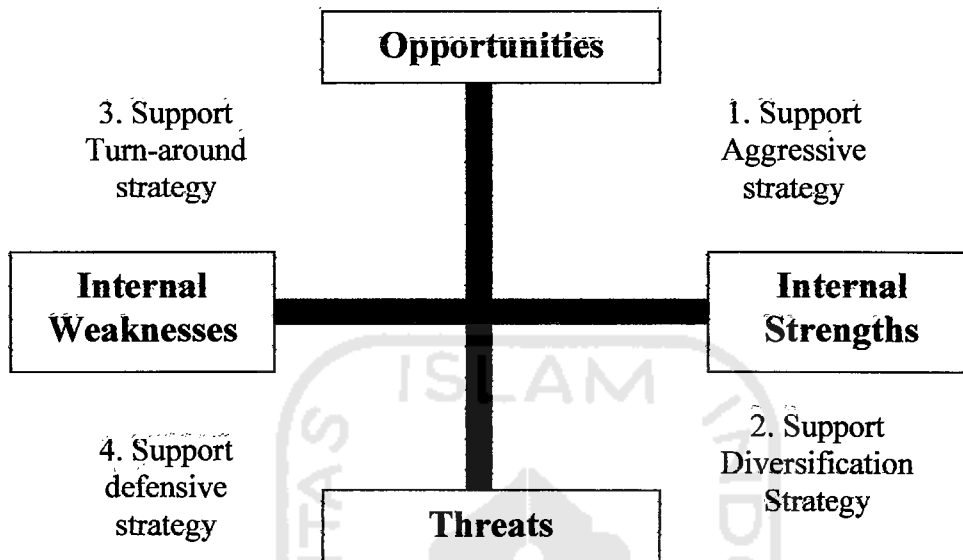 Opportunities
3. Support
Turn-around
strategy
1. Support
Aggressive
strategy
Internal
Weaknesses
Internal
Strengths
ISLAM
4. Support
defensive
strategy
2. Support
Diversification
Strategy
Threats